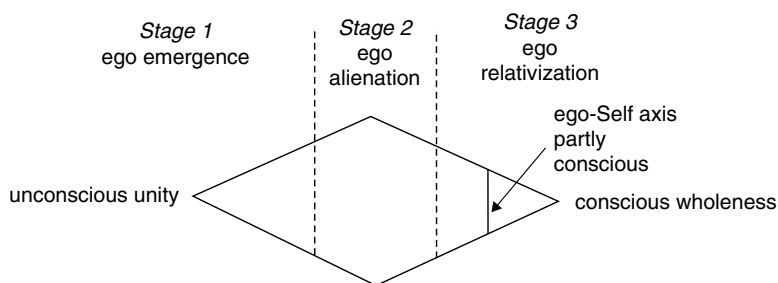 Stage 1
ego emergence
Stage 2
ego
alienation
Stage 3
ego
relativization
ego-Self axis
partly
conscious
unconscious unity
conscious wholeness